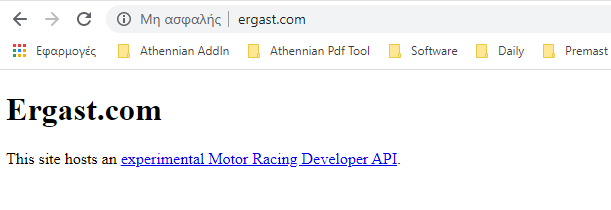 Μη ασφαλής ergast.com
Εφαρμογές Athennian AddIn Athennian Pdf Tool Software Daily Premast
Ergast.com
This site hosts an experimental Motor Racing Developer API.